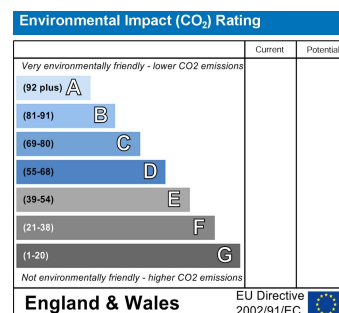 Environmental Impact (CO₂) Rating
Current Potential
Very environmentally friendly - lower CO2 emissions
(92 plus) A
(81-91) B
(69-80) C
(55-68) D
(39-54) E
(21-38) F
(1-20) G
Not environmentally friendly - higher CO2 emissions
England & Wales
EU Directive
2002/91/EC